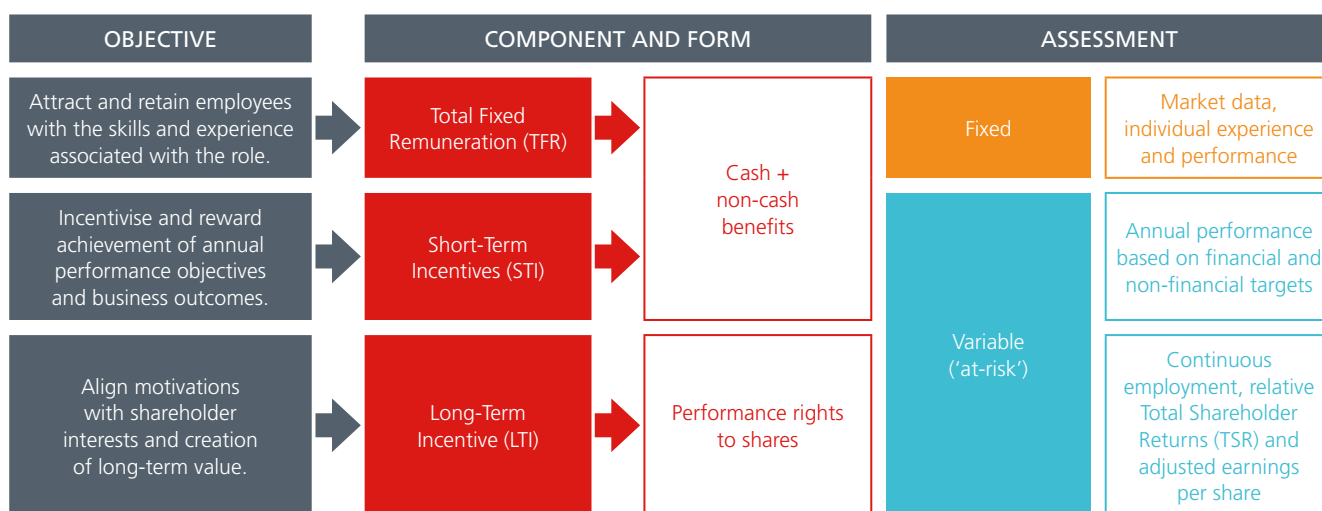 OBJECTIVE
COMPONENT AND FORM
ASSESSMENT
Attract and retain employees
with the skills and experience
associated with the role.
Total Fixed
Remuneration (TFR)
Cash +
non-cash
benefits
Fixed
Market data,
individual experience
and performance
Incentivise and reward
achievement of annual
performance objectives
and business outcomes.
Short-Term
Incentives (STI)
Variable
('at-risk')
Annual performance
based on financial and
non-financial targets
Align motivations
with shareholder
interests and creation
of long-term value.
Long-Term
Incentive (LTI)
Performance rights
to shares
Continuous
employment, relative
Total Shareholder
Returns (TSR) and
adjusted earnings
per share